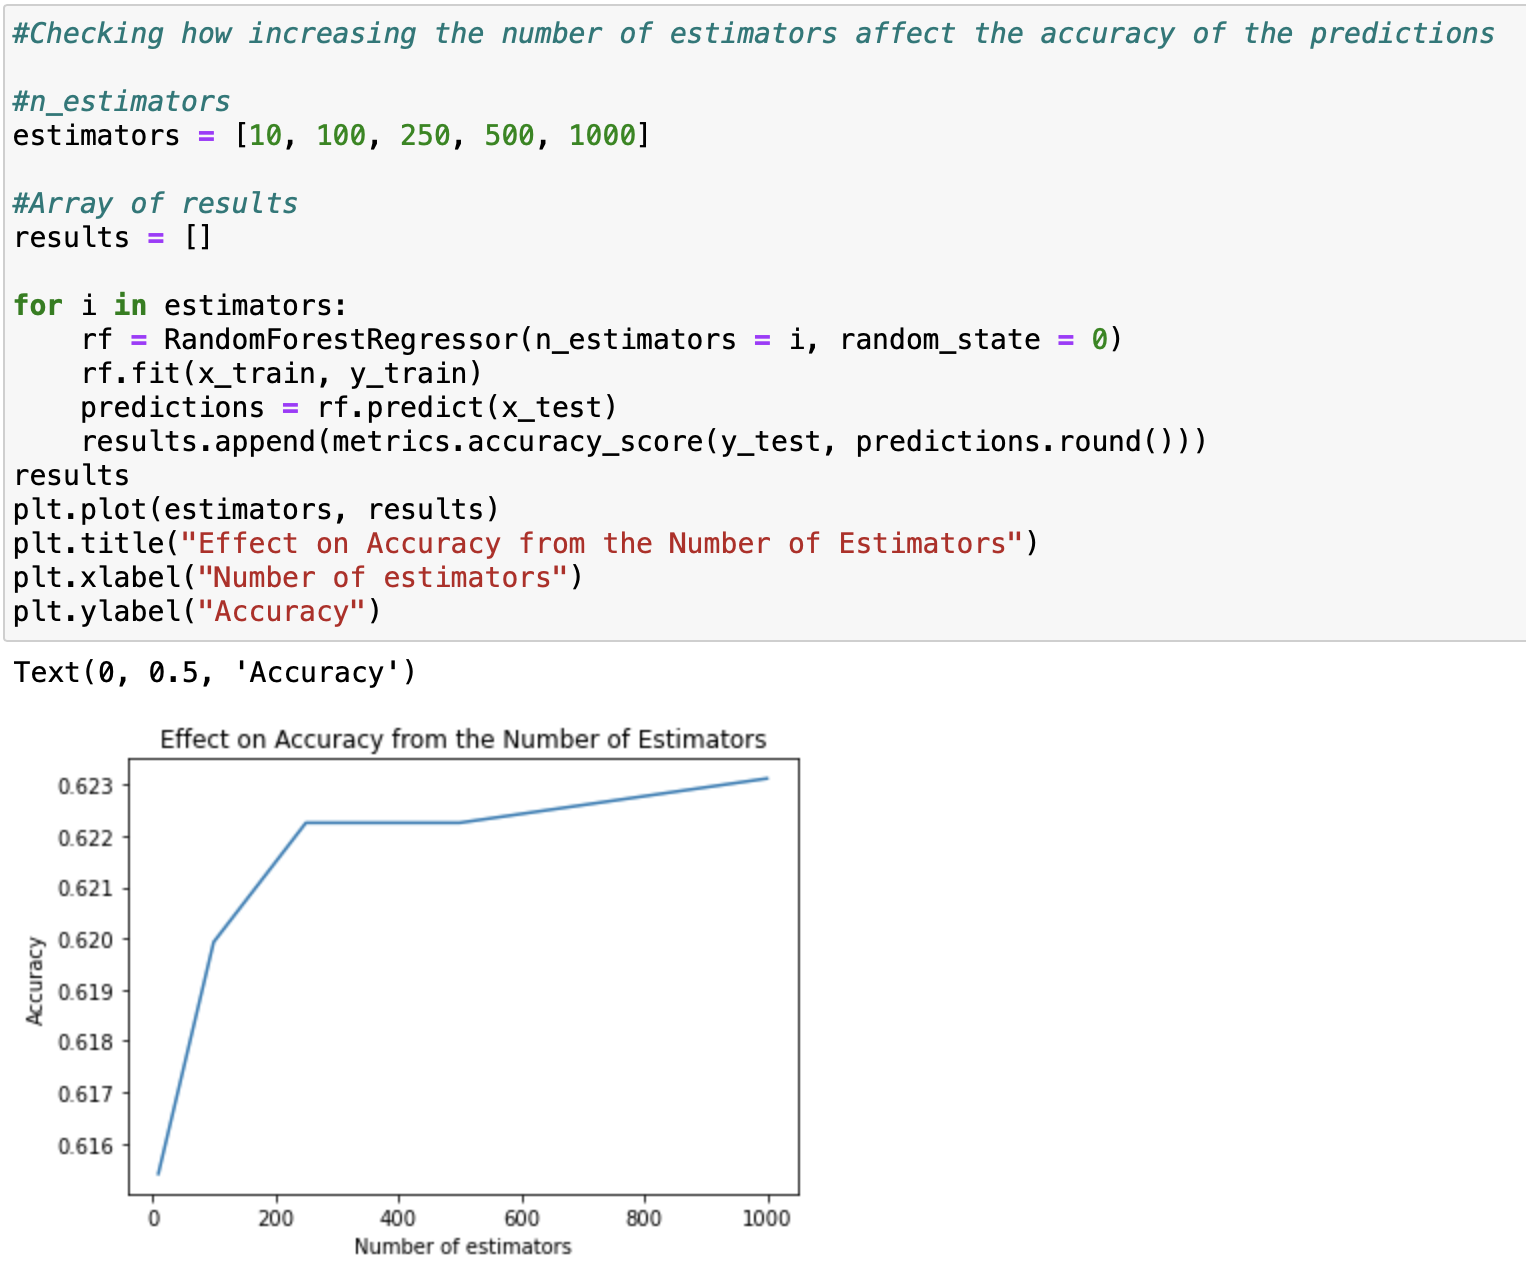 #Checking how increasing the number of estimators affect the accuracy of the predictions
#n_estimators
estimators = [10, 100, 250, 500, 1000]
#Array of results
results = []
for i in estimators:
    rf = RandomForestRegressor(n_estimators = i, random_state = 0)
    rf.fit(x_train, y_train)
    predictions = rf.predict(x_test)
    results.append(metrics.accuracy_score(y_test, predictions.round()))
results
plt.plot(estimators, results)
plt.title("Effect on Accuracy from the Number of Estimators")
plt.xlabel("Number of estimators")
plt.ylabel("Accuracy")
Text(0, 0.5, 'Accuracy')
Effect on Accuracy from the Number of Estimators
0.623
0.622
0.621
0.620
0.619
0.618
0.617
0.616
Accuracy
0 200 400 600 800 1000
Number of estimators